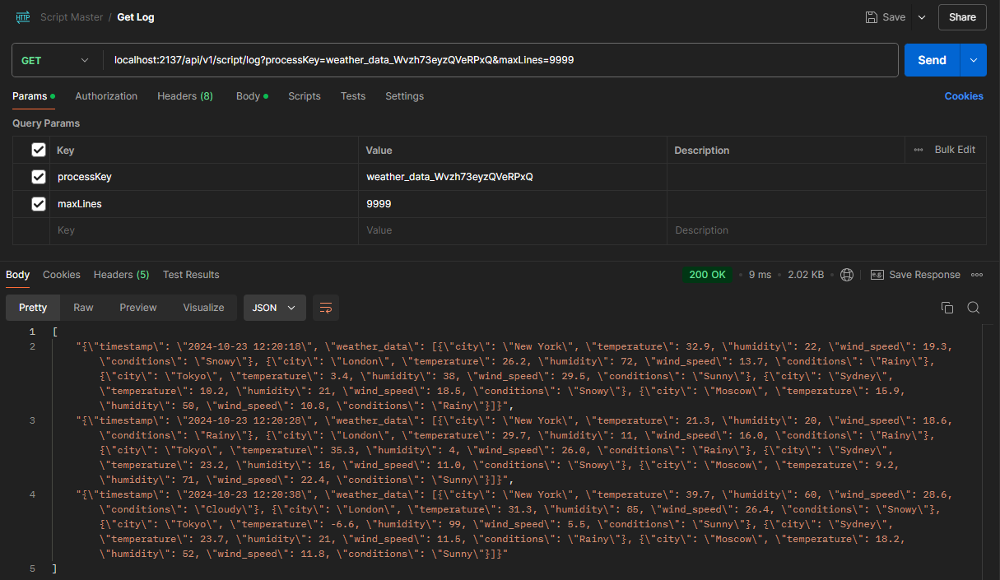 HTTP Script Master / Get Log Save Share
GET localhost:2137/api/v1/script/log?processKey=weather_data_Wvzh73eyzQVeRPxQ&maxLines=9999 Send
Params Authorization Headers (8) Body Scripts Tests Settings Cookies
Query Params
Key Value Description Bulk Edit
processKey weather_data_Wvzh73eyzQVeRPxQ
maxLines 9999
Key Value Description
Body Cookies Headers (5) Test Results 200 OK 9 ms 2.02 KB e.g. Save Response
Pretty Raw Preview Visualize JSON
1 [
2 "{\"timestamp\": \"2024-10-23 12:20:18\", \"weather_data\": [{\"city\": \"New York\", \"temperature\": 32.9, \"humidity\": 22, \"wind_speed\": 19.3,
\"conditions\": \"Snowy\"}, {\"city\": \"London\", \"temperature\": 26.2, \"humidity\": 72, \"wind_speed\": 13.7, \"conditions\": \"Rainy\"},
{\"city\": \"Tokyo\", \"temperature\": 3.4, \"humidity\": 38, \"wind_speed\": 29.5, \"conditions\": \"Sunny\"}, {\"city\": \"Sydney\",
\"temperature\": 10.2, \"humidity\": 21, \"wind_speed\": 18.5, \"conditions\": \"Snowy\"}, {\"city\": \"Moscow\", \"temperature\": 15.9,
\"humidity\": 50, \"wind_speed\": 10.8, \"conditions\": \"Rainy\"}]}",
3 "{\"timestamp\": \"2024-10-23 12:20:28\", \"weather_data\": [{\"city\": \"New York\", \"temperature\": 21.3, \"humidity\": 20, \"wind_speed\": 18.6,
\"conditions\": \"Rainy\"}, {\"city\": \"London\", \"temperature\": 29.7, \"humidity\": 11, \"wind_speed\": 16.0, \"conditions\": \"Rainy\"},
{\"city\": \"Tokyo\", \"temperature\": 35.3, \"humidity\": 4, \"wind_speed\": 26.0, \"conditions\": \"Rainy\"}, {\"city\": \"Sydney\",
\"temperature\": 23.2, \"humidity\": 15, \"wind_speed\": 11.0, \"conditions\": \"Snowy\"}, {\"city\": \"Moscow\", \"temperature\": 9.2,
\"humidity\": 71, \"wind_speed\": 22.4, \"conditions\": \"Sunny\"}]}",
4 "{\"timestamp\": \"2024-10-23 12:20:38\", \"weather_data\": [{\"city\": \"New York\", \"temperature\": 39.7, \"humidity\": 60, \"wind_speed\": 28.6,
\"conditions\": \"Cloudy\"}, {\"city\": \"London\", \"temperature\": 31.3, \"humidity\": 85, \"wind_speed\": 26.4, \"conditions\": \"Snowy\"},
{\"city\": \"Tokyo\", \"temperature\": -6.6, \"humidity\": 99, \"wind_speed\": 5.5, \"conditions\": \"Sunny\"}, {\"city\": \"Sydney\",
\"temperature\": 23.7, \"humidity\": 21, \"wind_speed\": 11.5, \"conditions\": \"Rainy\"}, {\"city\": \"Moscow\", \"temperature\": 18.2,
\"humidity\": 52, \"wind_speed\": 11.8, \"conditions\": \"Sunny\"}]}"
5 ]